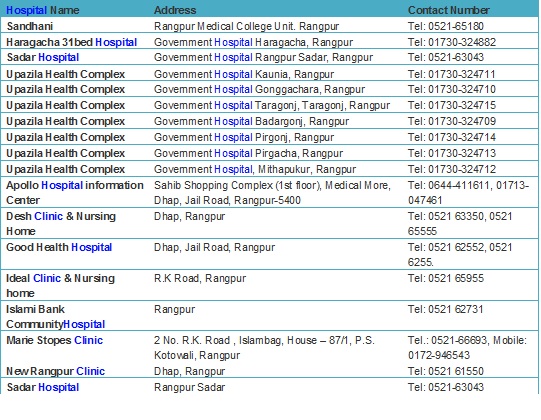 Hospital Name Address Contact Number
Sandhani Rangpur Medical College Unit. Rangpur Tel: 0521-65180
Haragacha 31bed Hospital Government Hospital Haragacha, Rangpur Tel: 01730-324882
Sadar Hospital Government Hospital Rangpur Sadar, Rangpur Tel: 0521-63043
Upazila Health Complex Government Hospital Kaunia, Rangpur Tel: 01730-324711
Upazila Health Complex Government Hospital Gonggachara, Rangpur Tel: 01730-324710
Upazila Health Complex Government Hospital Taragonj, Taragonj, Rangpur Tel: 01730-324715
Upazila Health Complex Government Hospital Badargonj, Rangpur Tel: 01730-324709
Upazila Health Complex Government Hospital Pirgonj, Rangpur Tel: 01730-324714
Upazila Health Complex Government Hospital Pirgacha, Rangpur Tel: 01730-324713
Upazila Health Complex Government Hospital, Mithapukur, Rangpur Tel: 01730-324712
Apollo Hospital information Sahib Shopping Complex (1st floor), Medical More, Tel: 0644-411611, 01713-
Center Dhap, Jail Road, Rangpur-5400 047461
Desh Clinic & Nursing Dhap, Rangpur Tel: 0521 63350, 0521
Home 65555
Good Health Hospital Dhap, Jail Road, Rangpur Tel: 0521 62552, 0521
6255.
Ideal Clinic & Nursing R.K Road, Rangpur Tel: 0521 65955
home
Islami Bank Rangpur Tel: 0521 62731
CommunityHospital
Marie Stopes Clinic 2 No. R.K. Road , Islambag, House – 87/1, P.S. Tel.: 0521-66693, Mobile:
Kotowali, Rangpur 0172-946543
New Rangpur Clinic Dhap, Rangpur Tel: 0521 61550
Sadar Hospital Rangpur Sadar Tel: 0521-63043